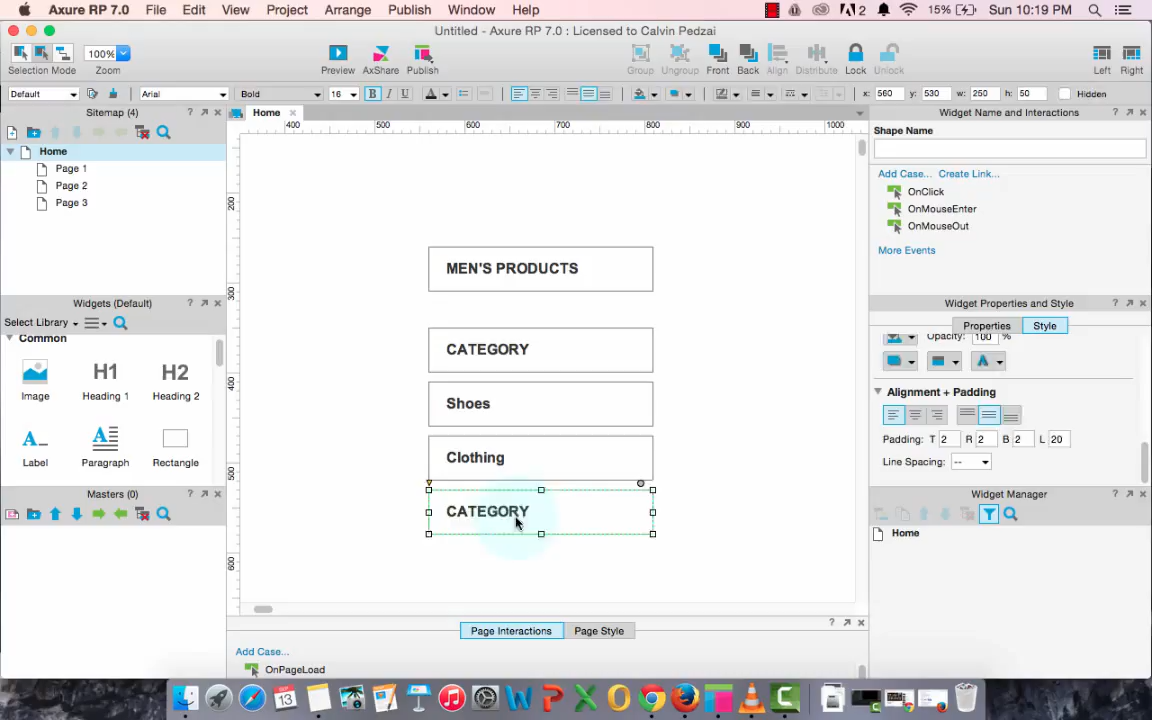 Axure RP 7.0 File Edit View Project Arrange Publish Window Help 2 15% Sun 10:19 PM
Untitled - Axure RP 7.0 : Licensed to Calvin Pedzai
100%
Selection Mode Zoom Preview AxShare Publish Group Ungroup Front Back Align Distribute Lock Unlock Left Right
Default Arial Bold 16 B I U A x: 560 y: 530 w: 250 h: 50 Hidden
Sitemap (4) ? Home ? Widget Name and Interactions ?
400 500 600 700 800 900 1000
Shape Name
Home
Page 1
Page 2
Page 3
Add Case... Create Link...
OnClick
OnMouseEnter
OnMouseOut
More Events
200
300
400
500
600
MEN'S PRODUCTS
CATEGORY
Shoes
Clothing
CATEGORY
Widgets (Default) ?
Select Library
Common
Image H1 Heading 1 H2 Heading 2
Label Paragraph Rectangle
Masters (0) ?
Widget Properties and Style ?
Properties Style
Opacity: 100 %
Alignment + Padding
Padding: T 2 R 2 B 2 L 20
Line Spacing: --
Widget Manager ?
Home
Page Interactions Page Style ?
Add Case...
OnPageLoad